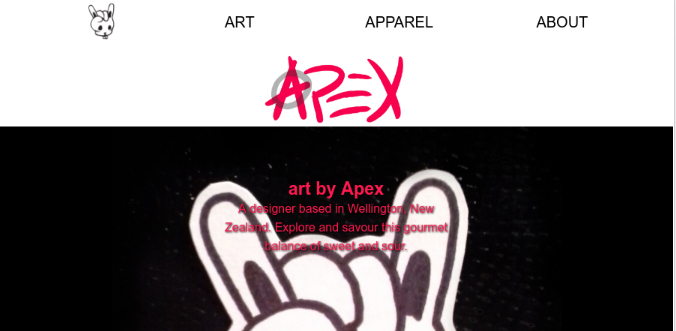 ART APPAREL ABOUT
APEX
art by Apex
A designer based in Wellington, New
Zealand. Explore and savour this gourmet
balance of sweet and sour.